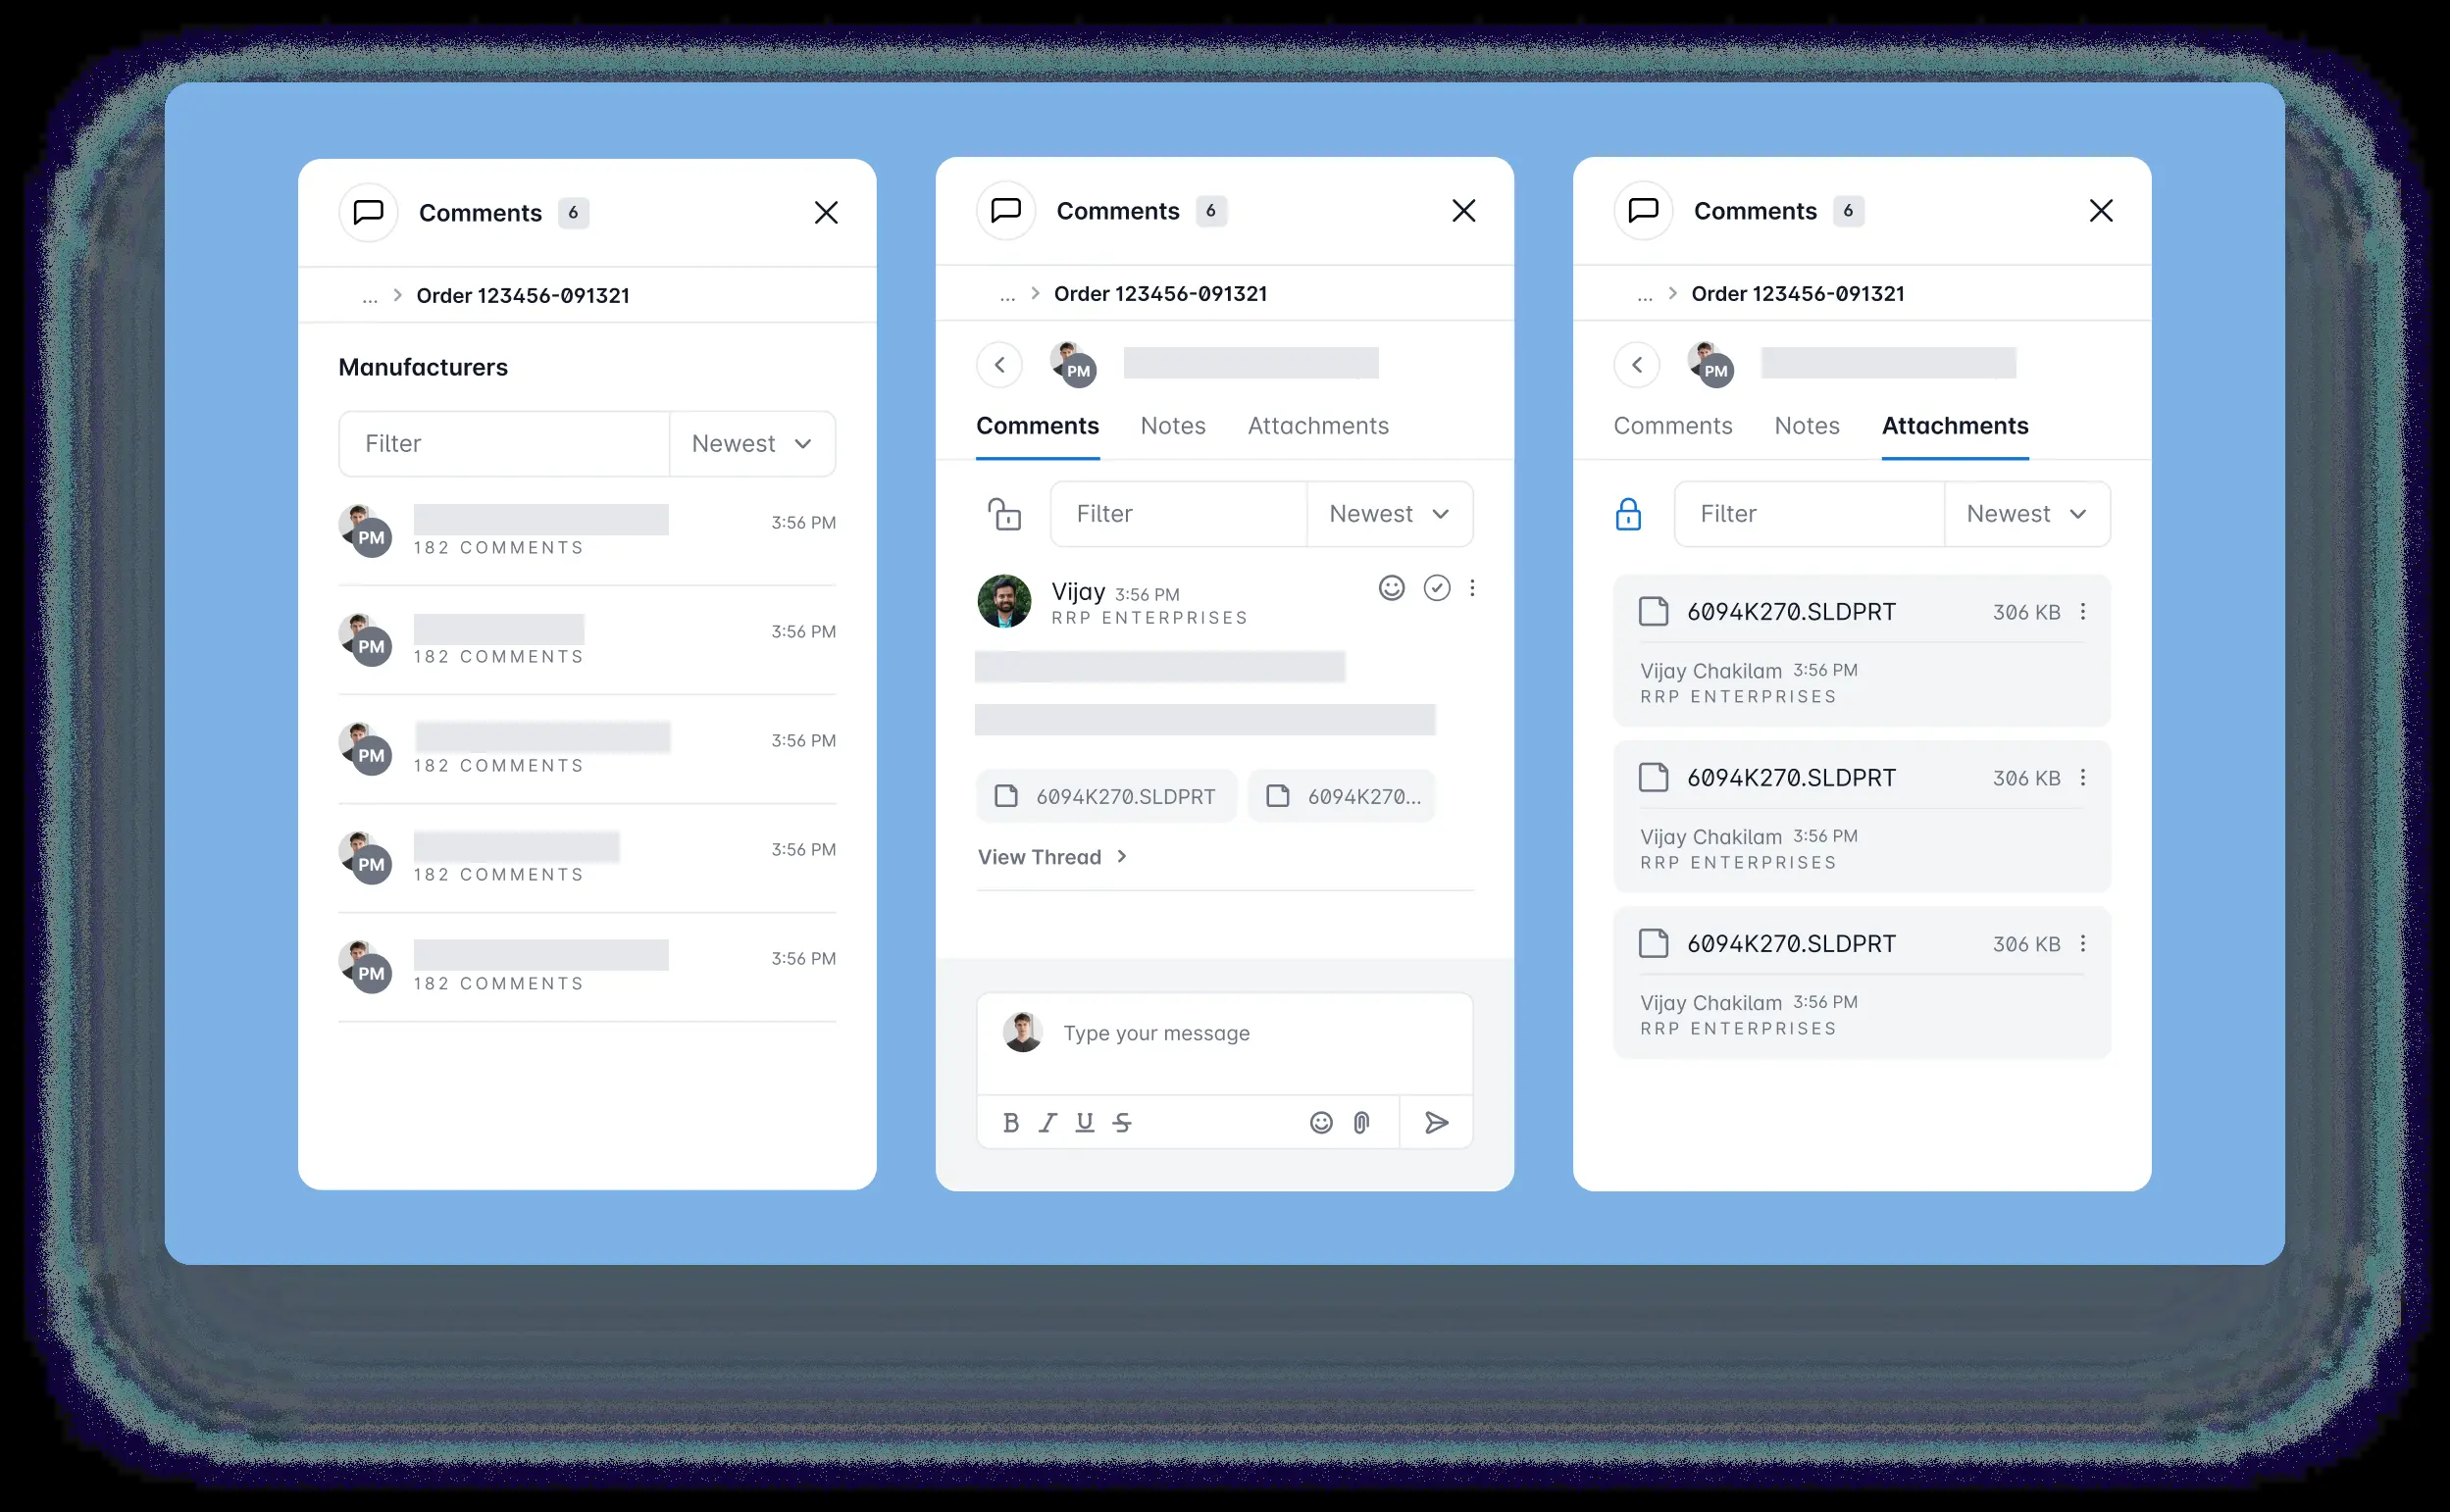 Comments 6
... > Order 123456-091321
Manufacturers
Filter Newest
PM 3:56 PM
182 COMMENTS
PM 3:56 PM
182 COMMENTS
PM 3:56 PM
182 COMMENTS
PM 3:56 PM
182 COMMENTS
PM 3:56 PM
182 COMMENTS
Comments 6
... > Order 123456-091321
PM
Comments Notes Attachments
Filter Newest
Vijay 3:56 PM
RRP ENTERPRISES
6094K270.SLDPRT 6094K270...
View Thread >
Type your message
B I U S
Comments 6
... > Order 123456-091321
PM
Comments Notes Attachments
Filter Newest
6094K270.SLDPRT 306 KB
Vijay Chakilam 3:56 PM
RRP ENTERPRISES
6094K270.SLDPRT 306 KB
Vijay Chakilam 3:56 PM
RRP ENTERPRISES
6094K270.SLDPRT 306 KB
Vijay Chakilam 3:56 PM
RRP ENTERPRISES